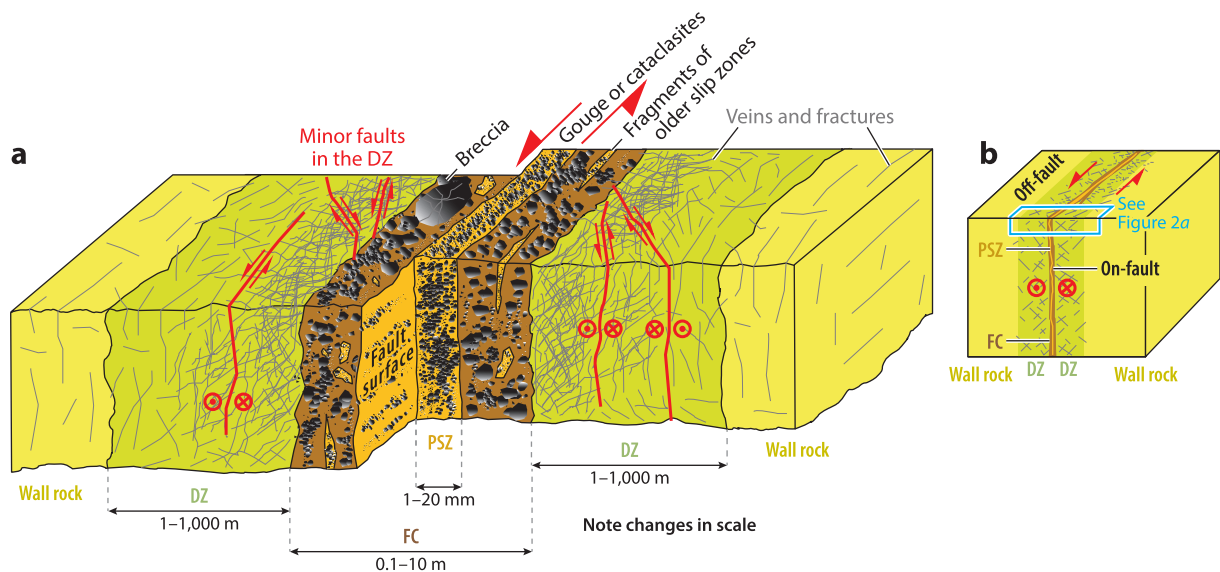 a
Minor faults
in the DZ
Breccia
Gouge or cataclasites
Fragments of
older slip zones
Veins and fractures
Fault
surface
Wall rock
DZ
1–1,000 m
PSZ
1–20 mm
FC
0.1–10 m
DZ
1–1,000 m
Wall rock
Note changes in scale
b
Off-fault
See
Figure 2a
PSZ
On-fault
FC
Wall rock
DZ
DZ
Wall rock